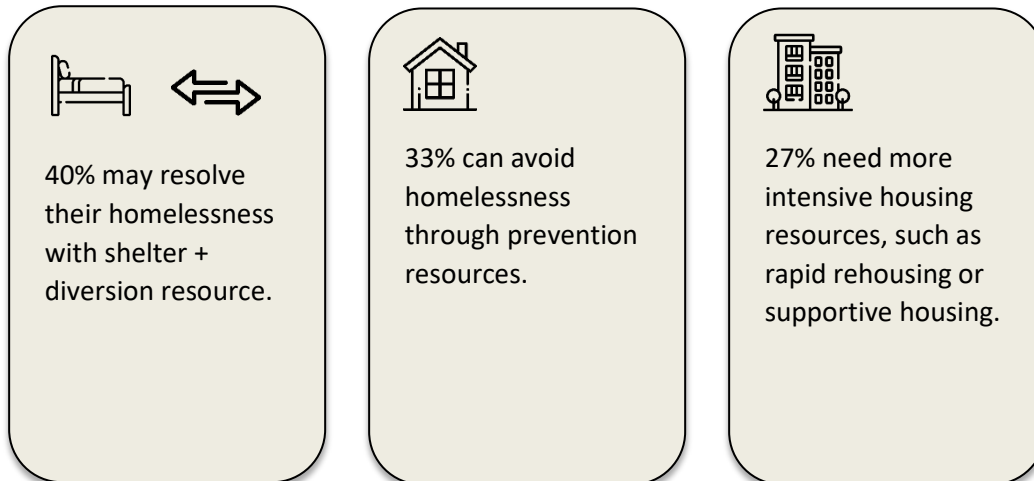 40% may resolve
their homelessness
with shelter +
diversion resource.
33% can avoid
homelessness
through prevention
resources.
27% need more
intensive housing
resources, such as
rapid rehousing or
supportive housing.